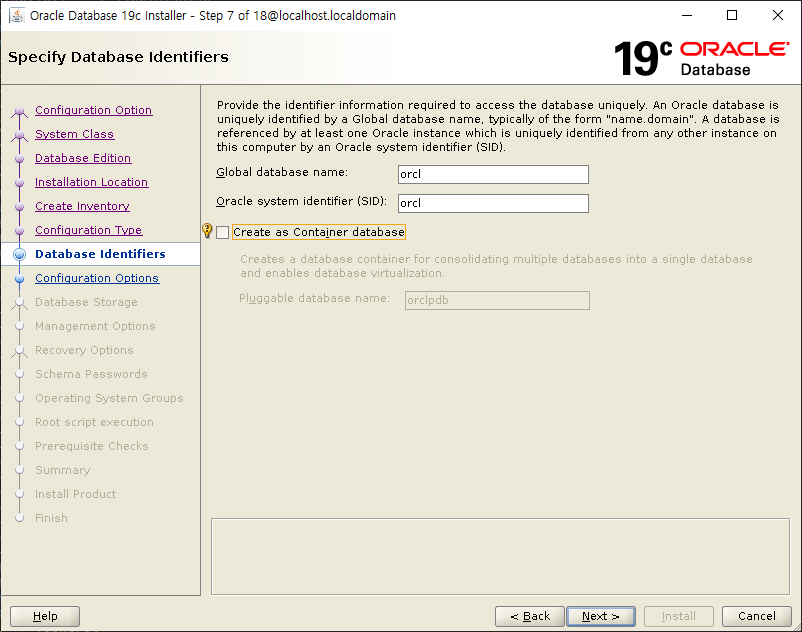 Oracle Database 19c Installer - Step 7 of 18@localhost.localdomain
Specify Database Identifiers
19c ORACLE
Database
Configuration Option
System Class
Database Edition
Installation Location
Create Inventory
Configuration Type
Database Identifiers
Configuration Options
Database Storage
Management Options
Recovery Options
Schema Passwords
Operating System Groups
Root script execution
Prerequisite Checks
Summary
Install Product
Finish
Provide the identifier information required to access the database uniquely. An Oracle database is
uniquely identified by a Global database name, typically of the form "name.domain". A database is
referenced by at least one Oracle instance which is uniquely identified from any other instance on
this computer by an Oracle system identifier (SID).
Global database name: orcl
Oracle system identifier (SID): orcl
Create as Container database
Creates a database container for consolidating multiple databases into a single database
and enables database virtualization.
Pluggable database name: orclpdb
Help < Back Next > Install Cancel